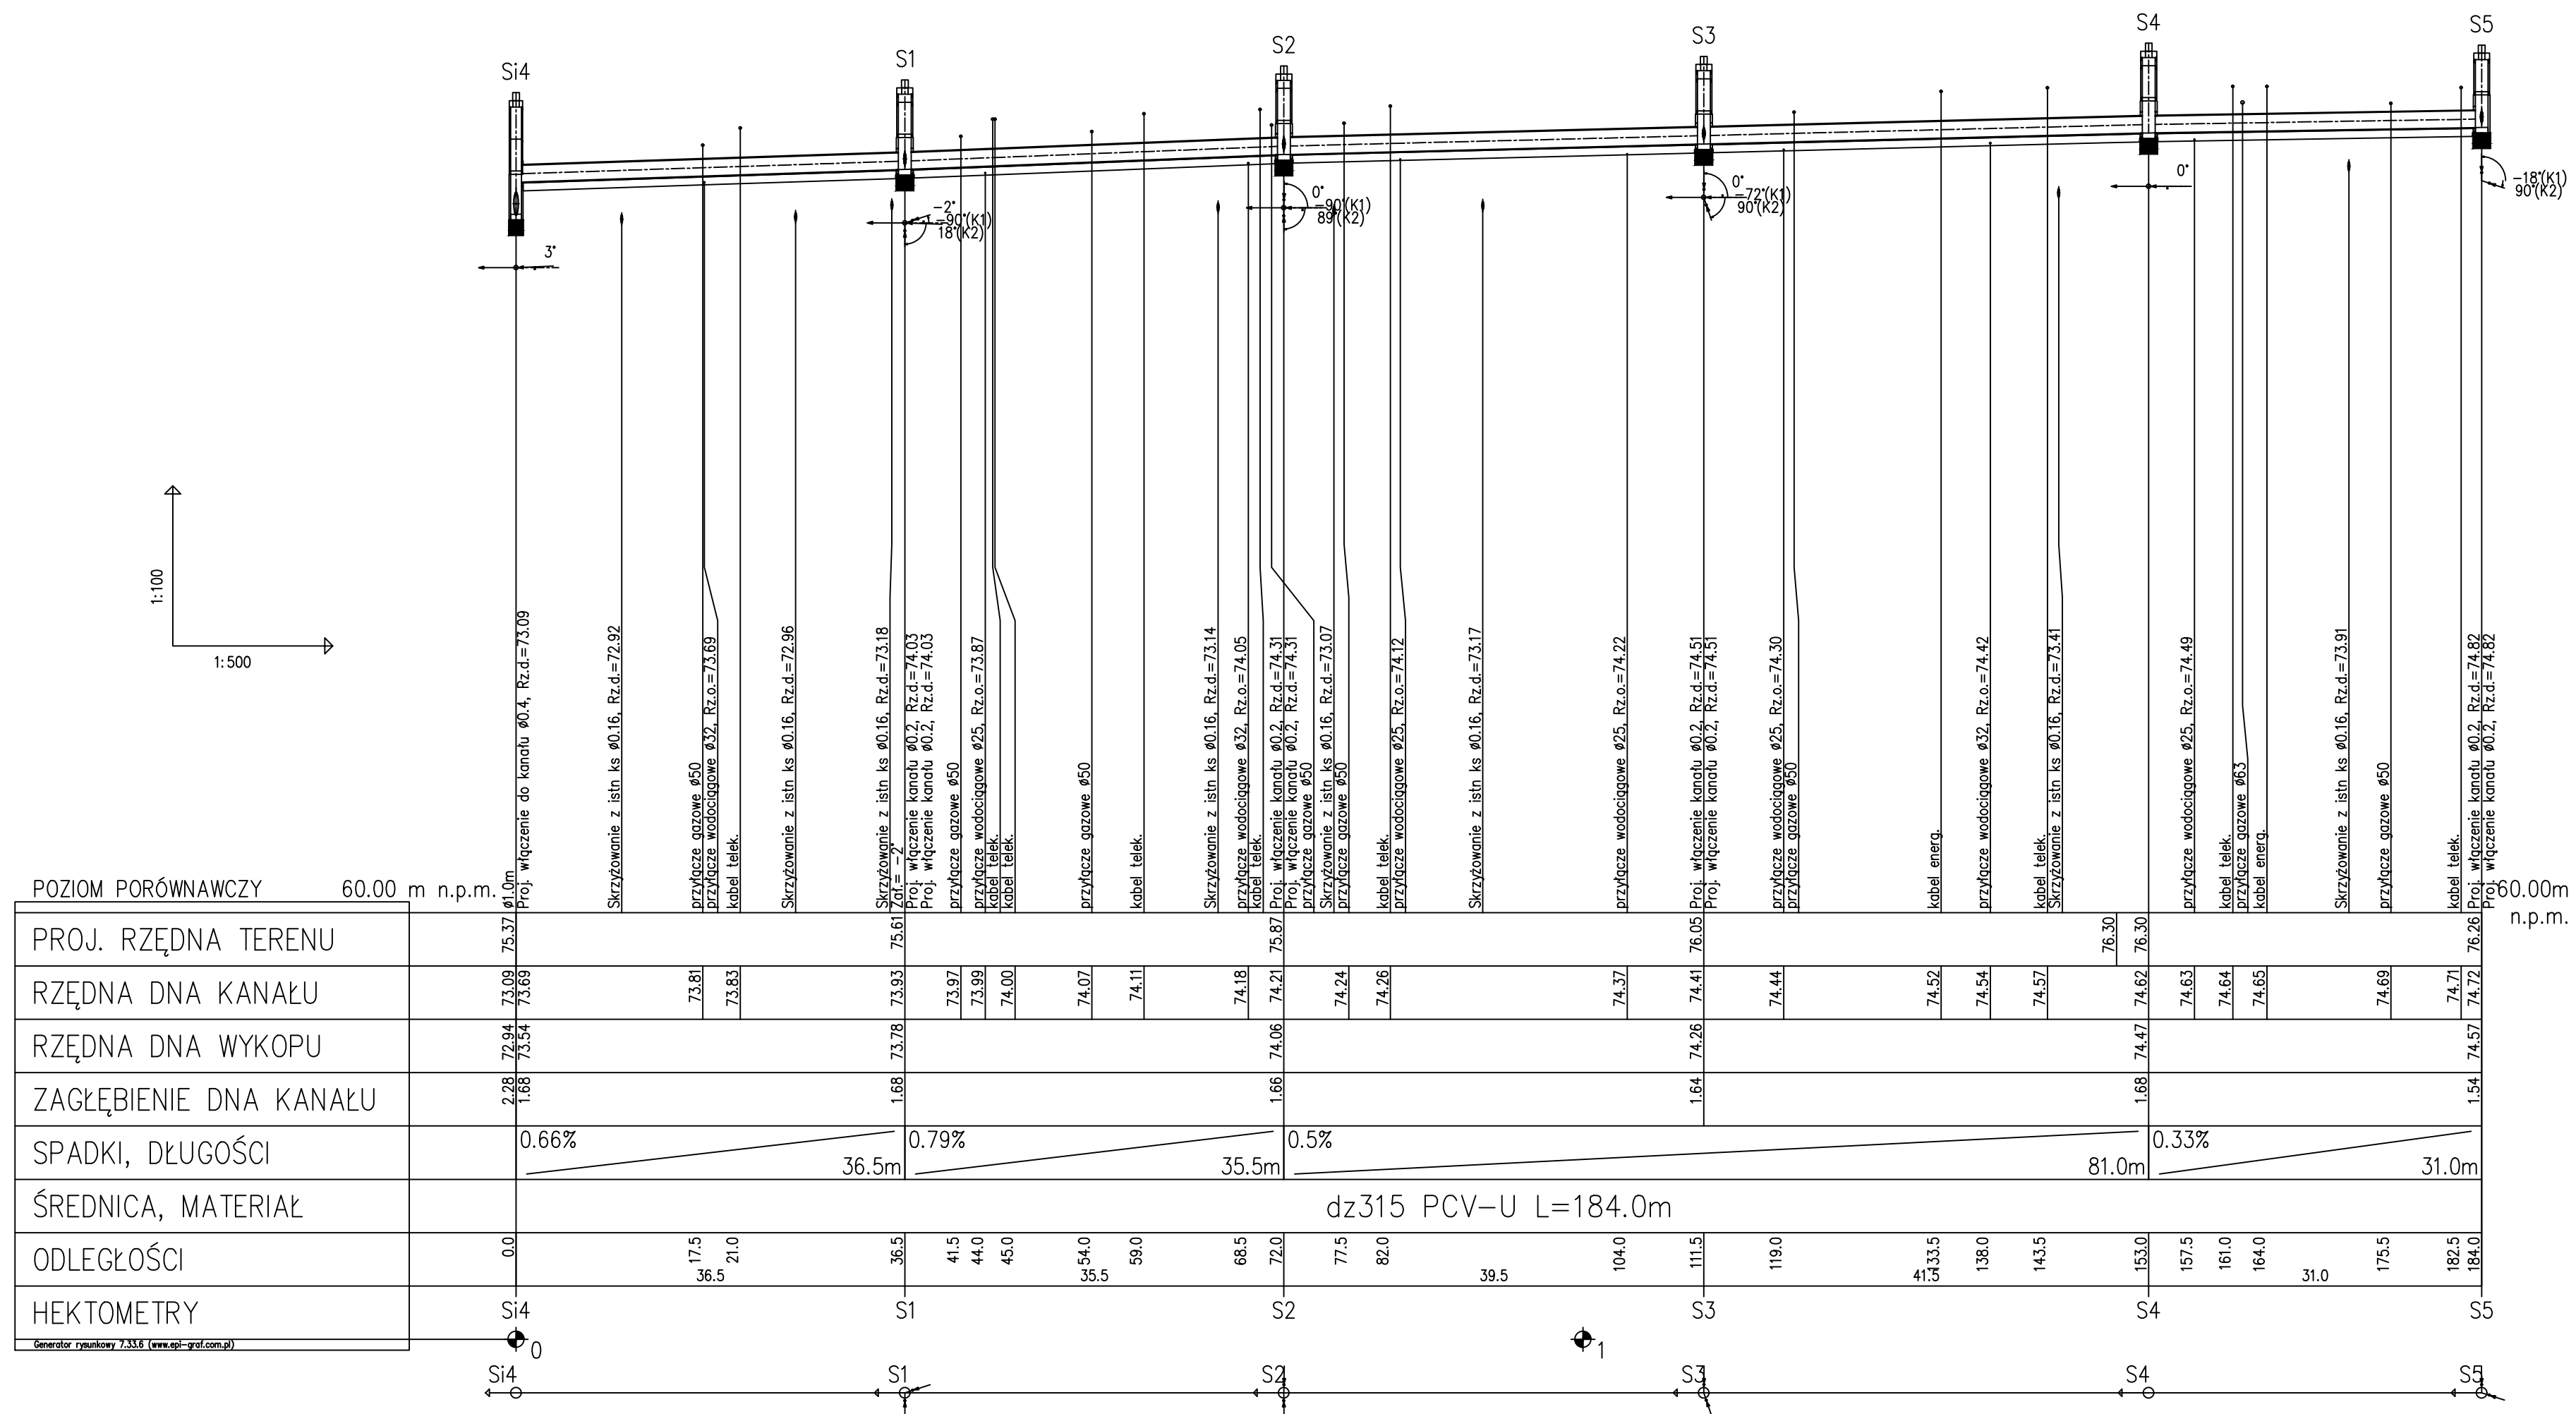 Si4
S1
S2
S3
S4
S5
3°
-2°
-90°(K1)
18°(K2)
0°
-90°(K1)
89°(K2)
0°
-72°(K1)
90°(K2)
0°
-18°(K1)
90°(K2)
1:100
1:500
ø1.0m
Proj. włączenie do kanału ø0.4, Rz.d.=73.09
Skrzyżowanie z istn ks ø0.16, Rz.d.=72.92
przyłącze gazowe ø50
przyłącze wodociągowe ø32, Rz.o.=73.69
kabel telek.
Skrzyżowanie z istn ks ø0.16, Rz.d.=72.96
Skrzyżowanie z istn ks ø0.16, Rz.d.=73.18
Zał.= -2°
Proj. włączenie kanału ø0.2, Rz.d.=74.03
Proj. włączenie kanału ø0.2, Rz.d.=74.03
przyłącze gazowe ø50
przyłącze wodociągowe ø25, Rz.o.=73.87
kabel telek.
kabel telek.
przyłącze gazowe ø50
kabel telek.
Skrzyżowanie z istn ks ø0.16, Rz.d.=73.14
przyłącze wodociągowe ø32, Rz.o.=74.05
kabel telek.
Proj. włączenie kanału ø0.2, Rz.d.=74.31
Proj. włączenie kanału ø0.2, Rz.d.=74.31
przyłącze gazowe ø50
Skrzyżowanie z istn ks ø0.16, Rz.d.=73.07
przyłącze gazowe ø50
kabel telek.
przyłącze wodociągowe ø25, Rz.o.=74.12
Skrzyżowanie z istn ks ø0.16, Rz.d.=73.17
przyłącze wodociągowe ø25, Rz.o.=74.22
Proj. włączenie kanału ø0.2, Rz.d.=74.51
Proj. włączenie kanału ø0.2, Rz.d.=74.51
przyłącze wodociągowe ø25, Rz.o.=74.30
przyłącze gazowe ø50
kabel energ.
przyłącze wodociągowe ø32, Rz.o.=74.42
kabel telek.
Skrzyżowanie z istn ks ø0.16, Rz.d.=73.41
przyłącze wodociągowe ø25, Rz.o.=74.49
kabel telek.
przyłącze gazowe ø63
kabel energ.
Skrzyżowanie z istn ks ø0.16, Rz.d.=73.91
przyłącze gazowe ø50
kabel telek.
Proj. włączenie kanału ø0.2, Rz.d.=74.82
Proj. włączenie kanału ø0.2, Rz.d.=74.82
POZIOM PORÓWNAWCZY 60.00 m n.p.m.
60.00m
n.p.m.
PROJ. RZĘDNA TERENU 75.37 75.61 75.87 76.05 76.30 76.30 76.26
RZĘDNA DNA KANAŁU 73.09 73.69 73.81 73.83 73.93 73.97 73.99 74.00 74.07 74.11 74.18 74.21 74.24 74.26 74.37 74.41 74.44 74.52 74.54 74.57 74.62 74.63 74.64 74.65 74.69 74.71 74.72
RZĘDNA DNA WYKOPU 72.94 73.54 73.78 74.06 74.26 74.47 74.57
ZAGŁĘBIENIE DNA KANAŁU 2.28 1.68 1.68 1.66 1.64 1.68 1.54
SPADKI, DŁUGOŚCI 0.66% 36.5m 0.79% 35.5m 0.5% 81.0m 0.33% 31.0m
ŚREDNICA, MATERIAŁ dz315 PCV-U L=184.0m
ODLEGŁOŚCI 0.0 17.5 21.0 36.5 41.5 44.0 45.0 54.0 59.0 68.5 72.0 77.5 82.0 104.0 111.5 119.0 133.5 138.0 143.5 153.0 157.5 161.0 164.0 175.5 182.5 184.0
36.5 35.5 39.5 41.5 31.0
HEKTOMETRY Si4 S1 S2 S3 S4 S5
Generator rysunkowy 7.33.6 (www.epi-graf.com.pl)
0 1
Si4 S1 S2 S3 S4 S5